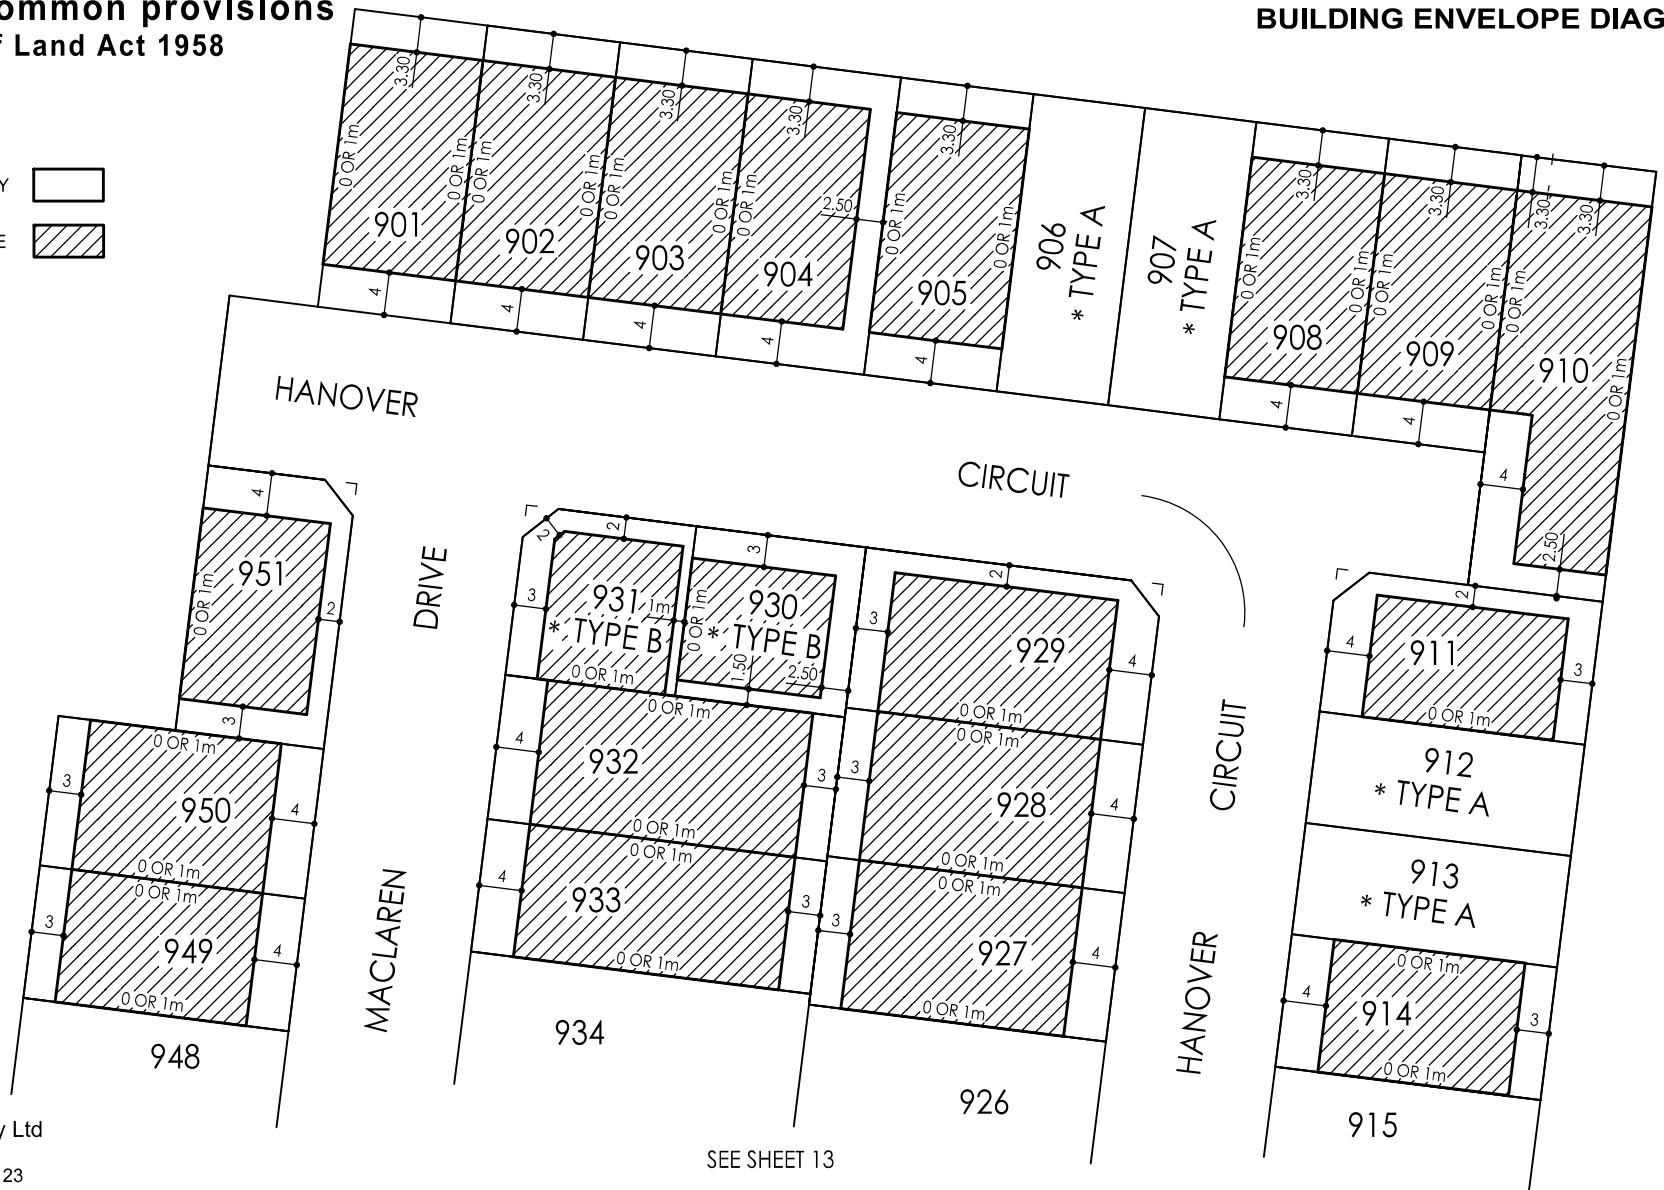 ommon provisions
f Land Act 1958
BUILDING ENVELOPE DIAG
Y
E
3.30
3.30
3.30
3.30
3.30
3.30
3.30
3.30
3.30
0 OR 1m
0 OR 1m
0 OR 1m
0 OR 1m
0 OR 1m
0 OR 1m
0 OR 1m
2.50
0 OR 1m
0 OR 1m
0 OR 1m
0 OR 1m
0 OR 1m
0 OR 1m
0 OR 1m
0 OR 1m
901
902
903
904
905
906
* TYPE A
907
* TYPE A
908
909
910
4
4
4
4
4
4
4
4
2.50
HANOVER
CIRCUIT
4
951
0 OR 1m
2
3
DRIVE
2
2
3
931
* TYPE B
1m
0 OR 1m
3
0 OR 1m
930
* TYPE B
1.50
2.50
2
3
929
4
0 OR 1m
2
4
911
3
0 OR 1m
0 OR 1m
3
950
4
0 OR 1m
0 OR 1m
4
932
3
0 OR 1m
0 OR 1m
3
928
4
0 OR 1m
0 OR 1m
CIRCUIT
912
* TYPE A
0 OR 1m
3
949
4
0 OR 1m
MACLAREN
0 OR 1m
4
933
3
0 OR 1m
0 OR 1m
3
927
4
0 OR 1m
HANOVER
913
* TYPE A
0 OR 1m
4
914
3
0 OR 1m
948
934
926
915
y Ltd
23
SEE SHEET 13